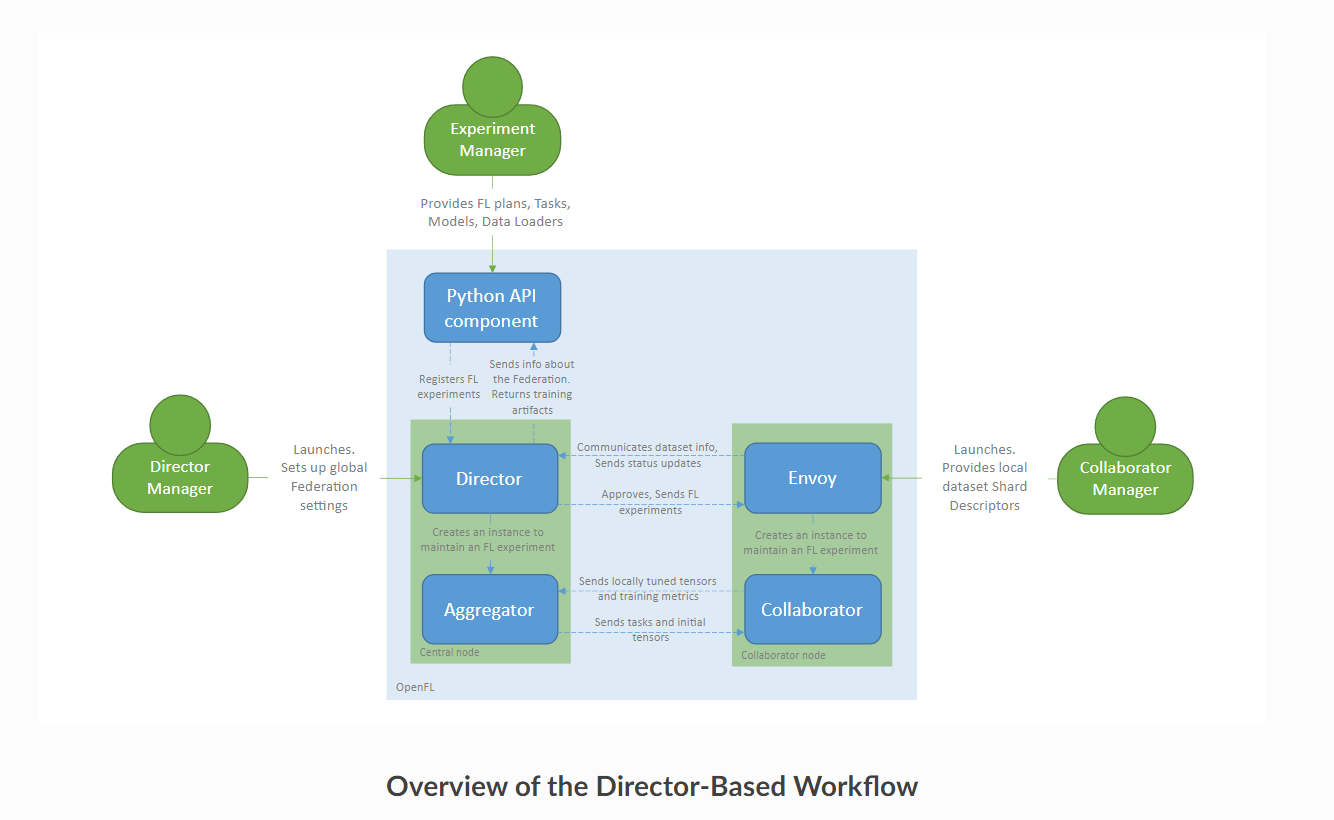 Experiment
Manager
Provides FL plans, Tasks,
Models, Data Loaders
Python API
component
Registers FL
experiments
Sends info about
the Federation.
Returns training
artifacts
Director
Manager
Launches.
Sets up global
Federation
settings
Director
Communicates dataset info,
Sends status updates
Approves, Sends FL
experiments
Envoy
Launches.
Provides local
dataset Shard
Descriptors
Collaborator
Manager
Creates an instance to
maintain an FL experiment
Creates an instance to
maintain an FL experiment
Aggregator
Sends locally tuned tensors
and training metrics
Sends tasks and initial
tensors
Collaborator
Central node
Collaborator node
OpenFL
Overview of the Director-Based Workflow